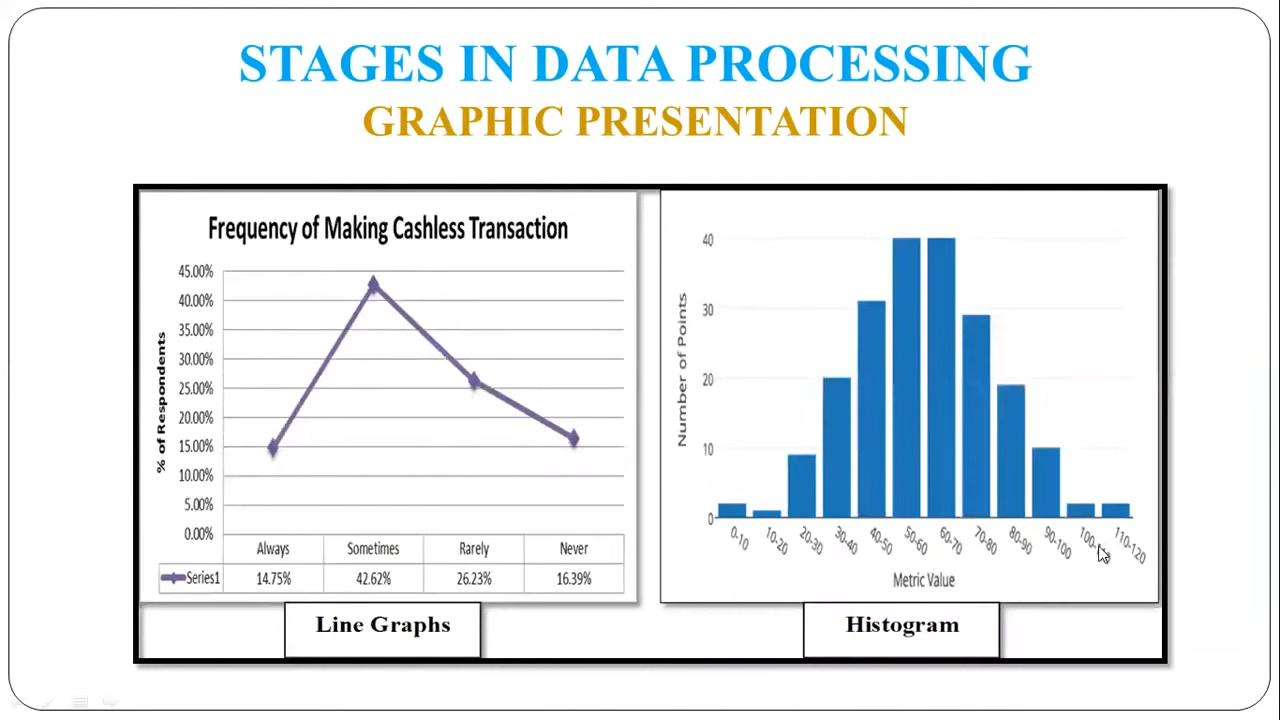 STAGES IN DATA PROCESSING
GRAPHIC PRESENTATION
Frequency of Making Cashless Transaction
% of Respondents
45.00%
40.00%
35.00%
30.00%
25.00%
20.00%
15.00%
10.00%
5.00%
0.00%
Always Sometimes Rarely Never
Series1 14.75% 42.62% 26.23% 16.39%
Line Graphs
Number of Points
40
30
20
10
0
0-10 10-20 20-30 30-40 40-50 50-60 60-70 70-80 80-90 90-100 110-120
Metric Value
Histogram